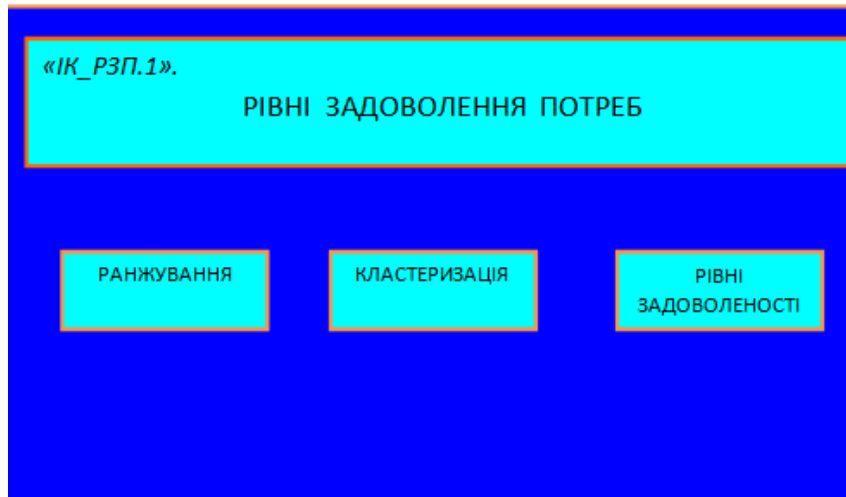 «ІК_РЗП.1».
РІВНІ ЗАДОВОЛЕННЯ ПОТРЕБ
РАНЖУВАННЯ
КЛАСТЕРИЗАЦІЯ
РІВНІ
ЗАДОВОЛЕНОСТІ